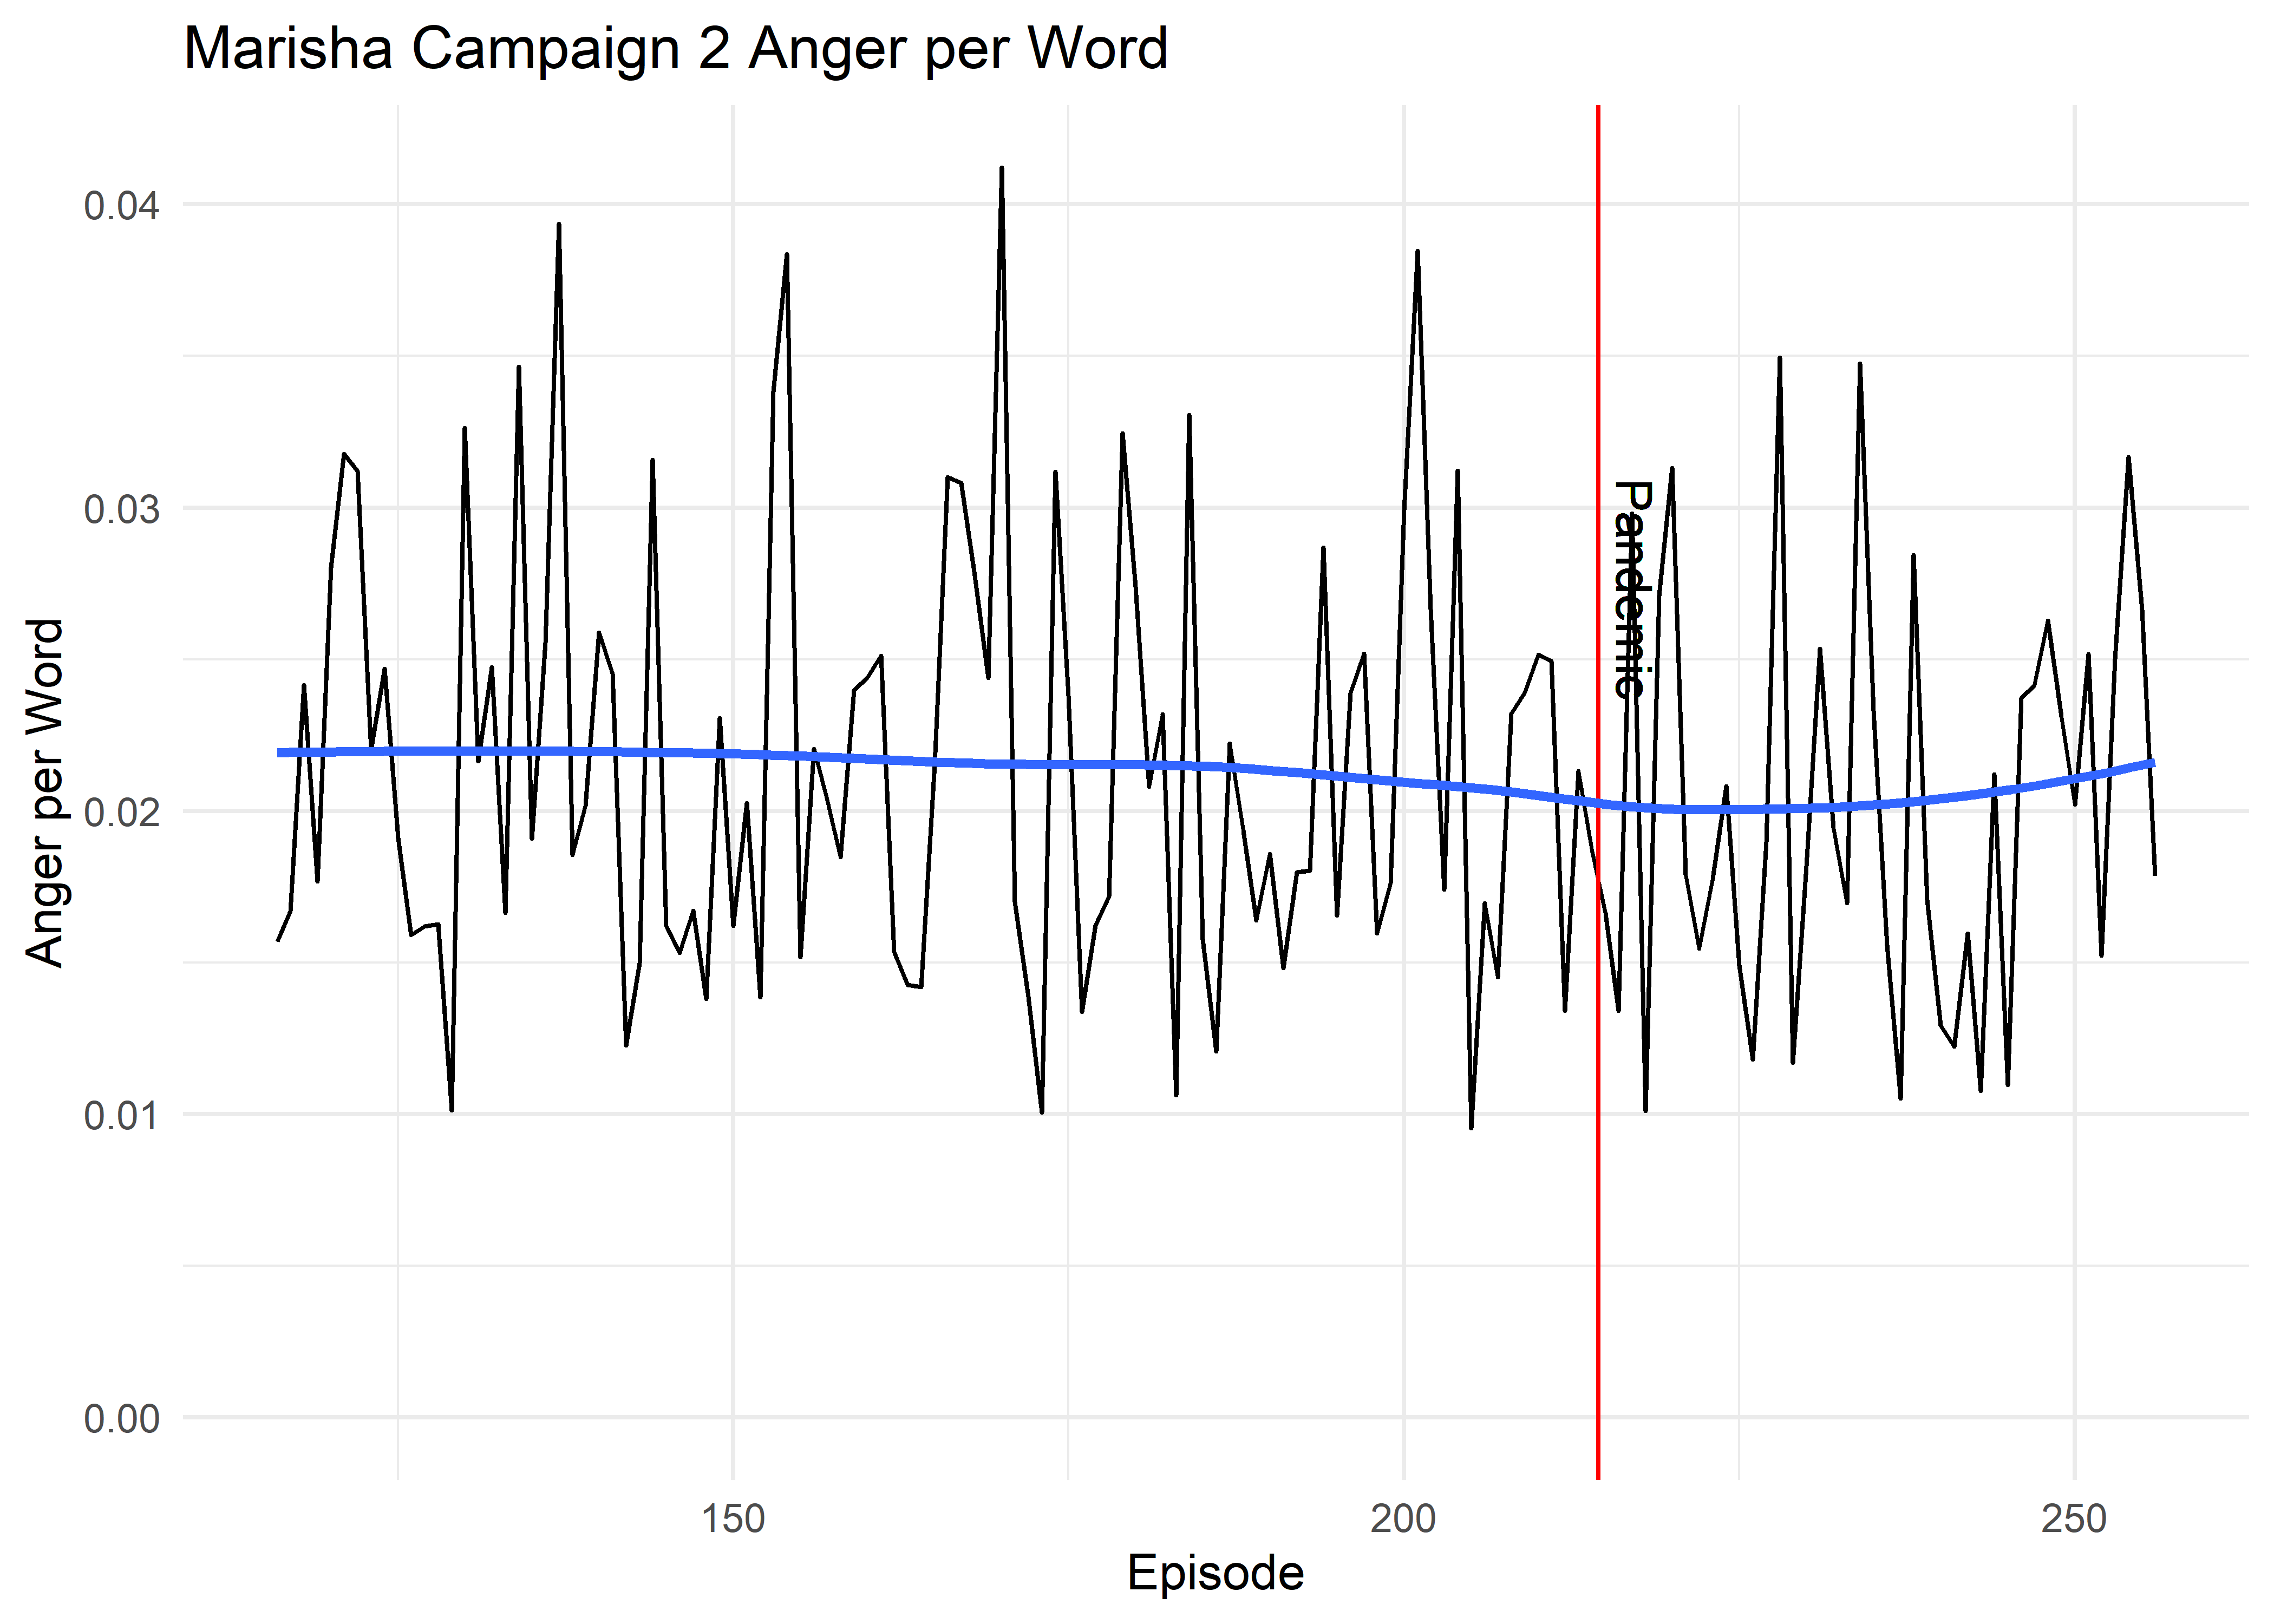 Marisha Campaign 2 Anger per Word
Anger per Word
0.04
0.03
0.02
0.01
0.00
Pandemic
150
200
250
Episode